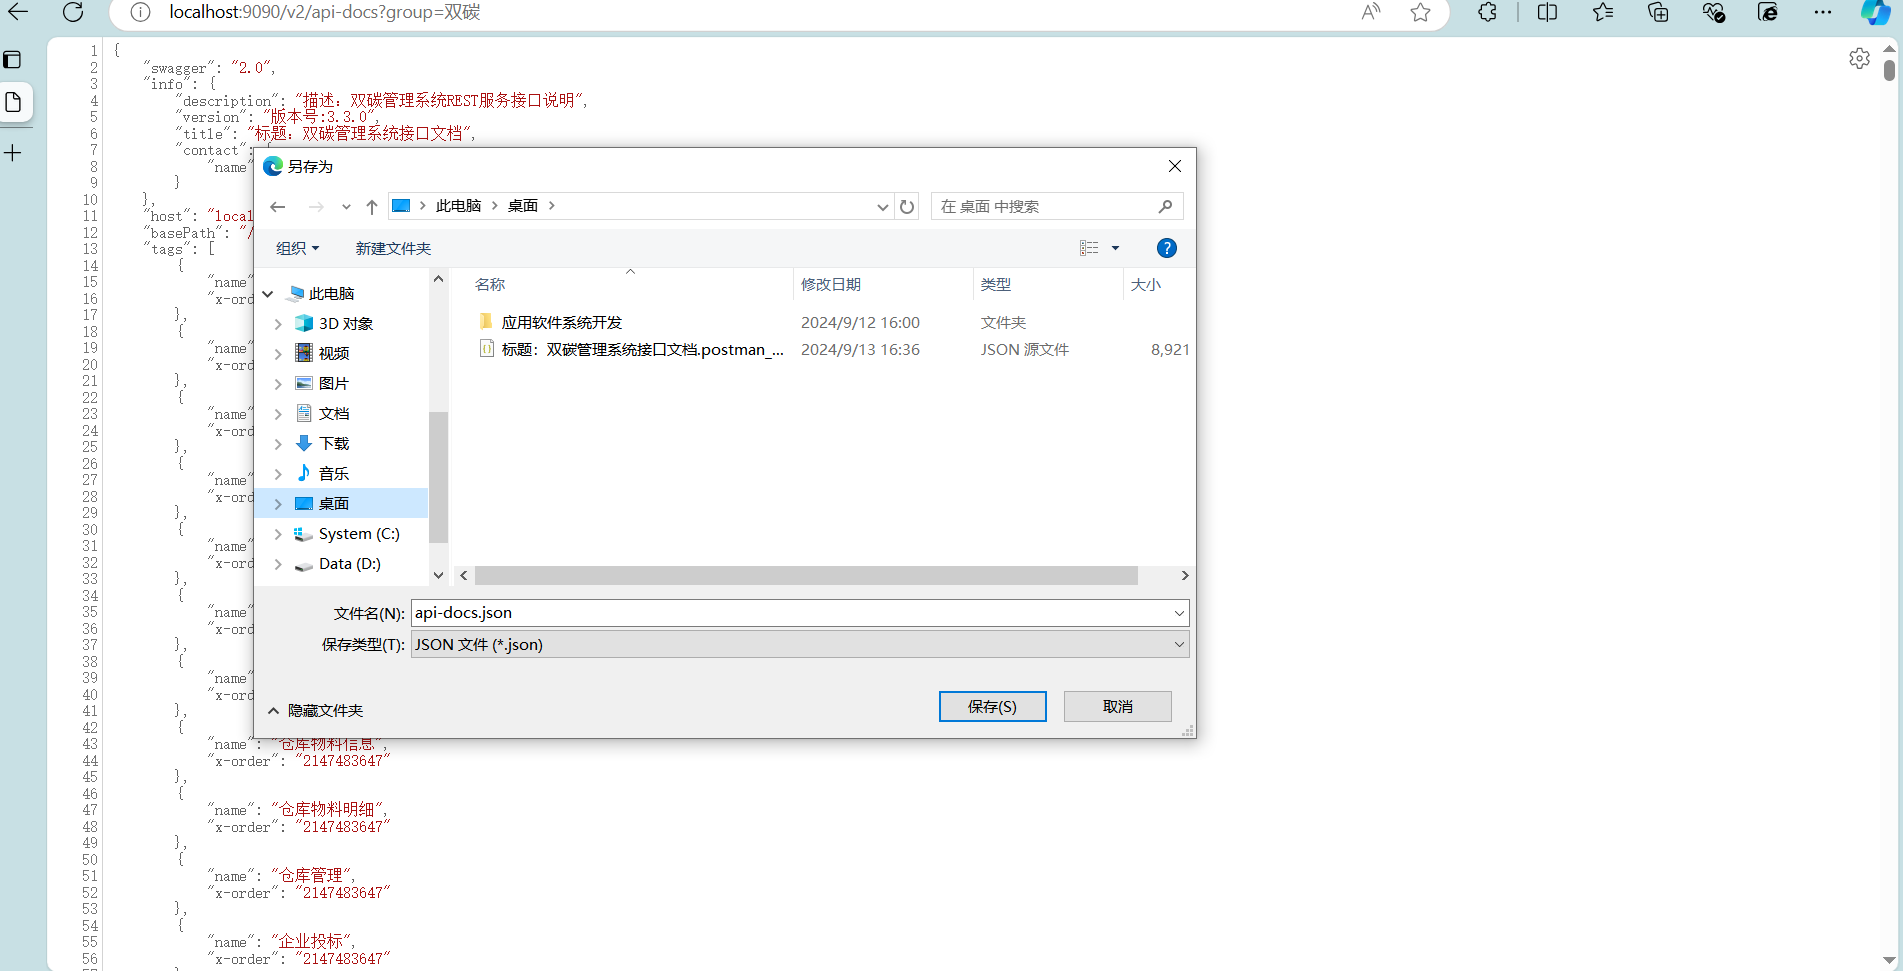 localhost:9090/v2/api-docs?group=双碳
1 {
2 "swagger": "2.0",
3 "info": {
4 "description": "描述：双碳管理系统REST服务接口说明",
5 "version": "版本号:3.3.0",
6 "title": "标题：双碳管理系统接口文档",
7 "contact": {
8 "name"
9 }
10 },
11 "host": "local
12 "basePath": "/
13 "tags": [
14 {
15 "name"
16 "x-ord
17 },
18 {
19 "name"
20 "x-ord
21 },
22 {
23 "name"
24 "x-ord
25 },
26 {
27 "name"
28 "x-ord
29 },
30 {
31 "name"
32 "x-ord
33 },
34 {
35 "name"
36 "x-ord
37 },
38 {
39 "name"
40 "x-ord
41 },
42 {
43 "name": "仓库物料信息",
44 "x-order": "2147483647"
45 },
46 {
47 "name": "仓库物料明细",
48 "x-order": "2147483647"
49 },
50 {
51 "name": "仓库管理",
52 "x-order": "2147483647"
53 },
54 {
55 "name": "企业投标",
56 "x-order": "2147483647"
另存为
此电脑 桌面
在 桌面 中搜索
组织 新建文件夹
此电脑
3D 对象
视频
图片
文档
下载
音乐
桌面
System (C:)
Data (D:)
名称 修改日期 类型 大小
应用软件系统开发 2024/9/12 16:00 文件夹
标题：双碳管理系统接口文档.postman_... 2024/9/13 16:36 JSON 源文件 8,921
文件名(N): api-docs.json
保存类型(T): JSON 文件 (*.json)
隐藏文件夹
保存(S) 取消